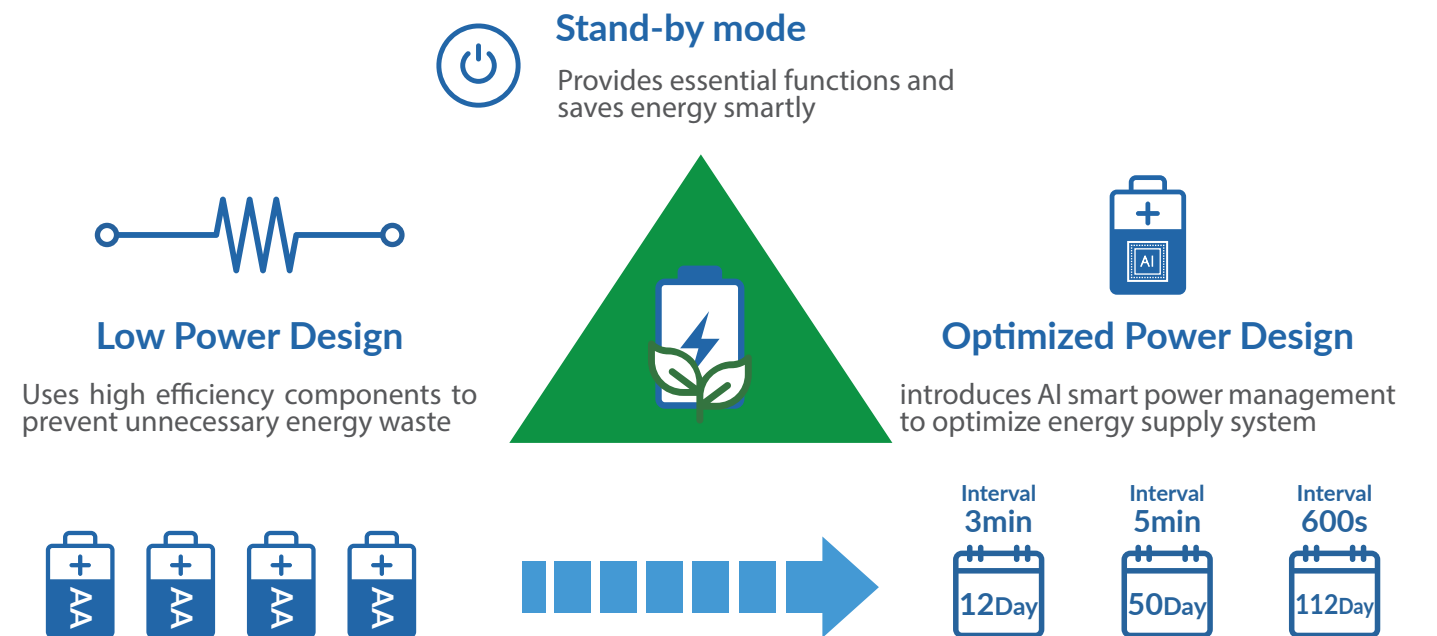 Stand-by mode
Provides essential functions and
saves energy smartly
Low Power Design
Uses high efficiency components to
prevent unnecessary energy waste
AI
Optimized Power Design
introduces AI smart power management
to optimize energy supply system
AA
AA
AA
AA
Interval
3min
12Day
Interval
5min
50Day
Interval
600s
112Day